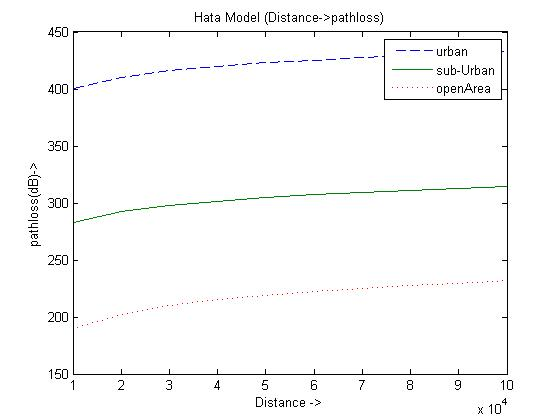 Hata Model (Distance->pathloss)
450
400
350
300
250
200
150
pathloss(dB)->
urban
sub-Urban
openArea
1 2 3 4 5 6 7 8 9 10
Distance ->
x 10^4